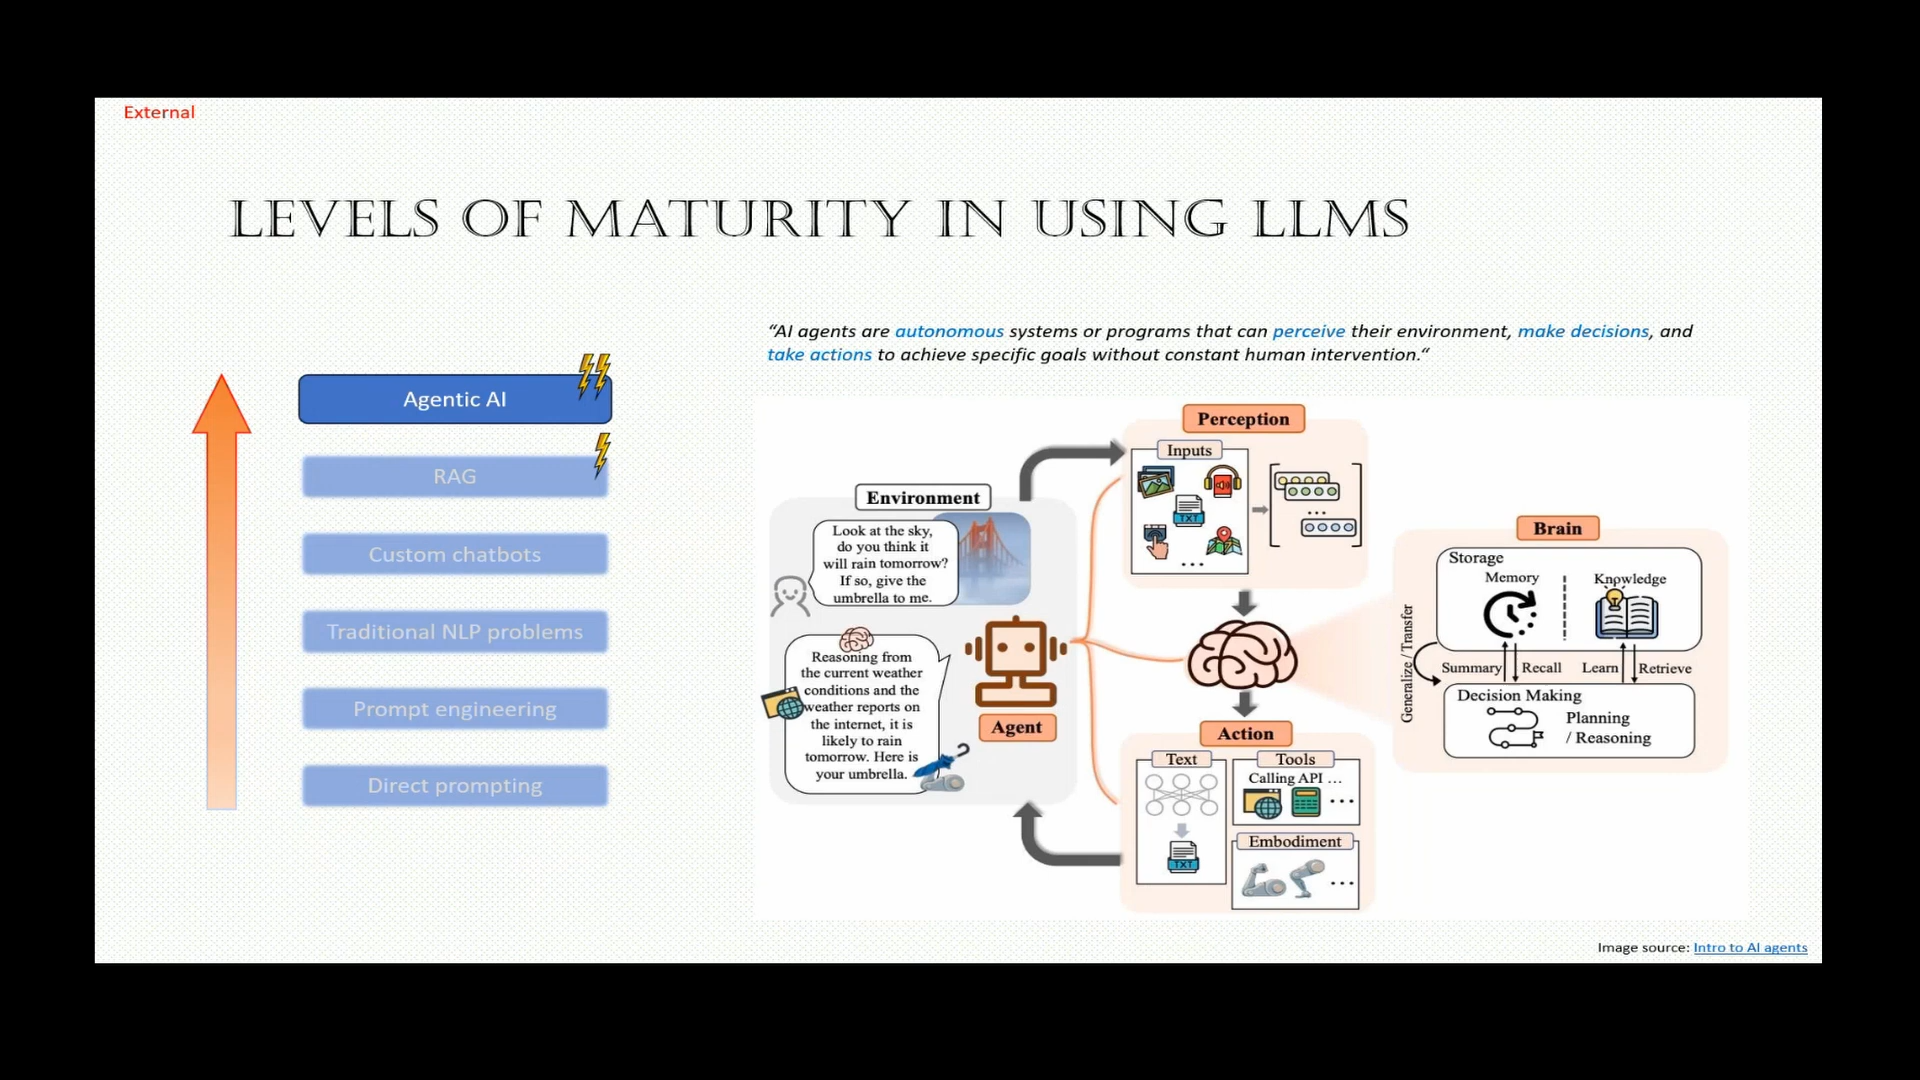 External
LEVELS OF MATURITY IN USING LLMS
“AI agents are autonomous systems or programs that can perceive their environment, make decisions, and
take actions to achieve specific goals without constant human intervention.“
Agentic AI
RAG
Custom chatbots
Traditional NLP problems
Prompt engineering
Direct prompting
Environment
Look at the sky,
do you think it
will rain tomorrow?
If so, give the
umbrella to me.
Reasoning from
the current weather
conditions and the
weather reports on
the internet, it is
likely to rain
tomorrow. Here is
your umbrella.
Agent
Perception
Inputs
TXT
...
...
Brain
Storage
Memory
Knowledge
Summary
Recall
Learn
Retrieve
Generalize / Transfer
Decision Making
Planning
/ Reasoning
Action
Text
TXT
Tools
Calling API ...
...
Embodiment
...
Image source: Intro to AI agents